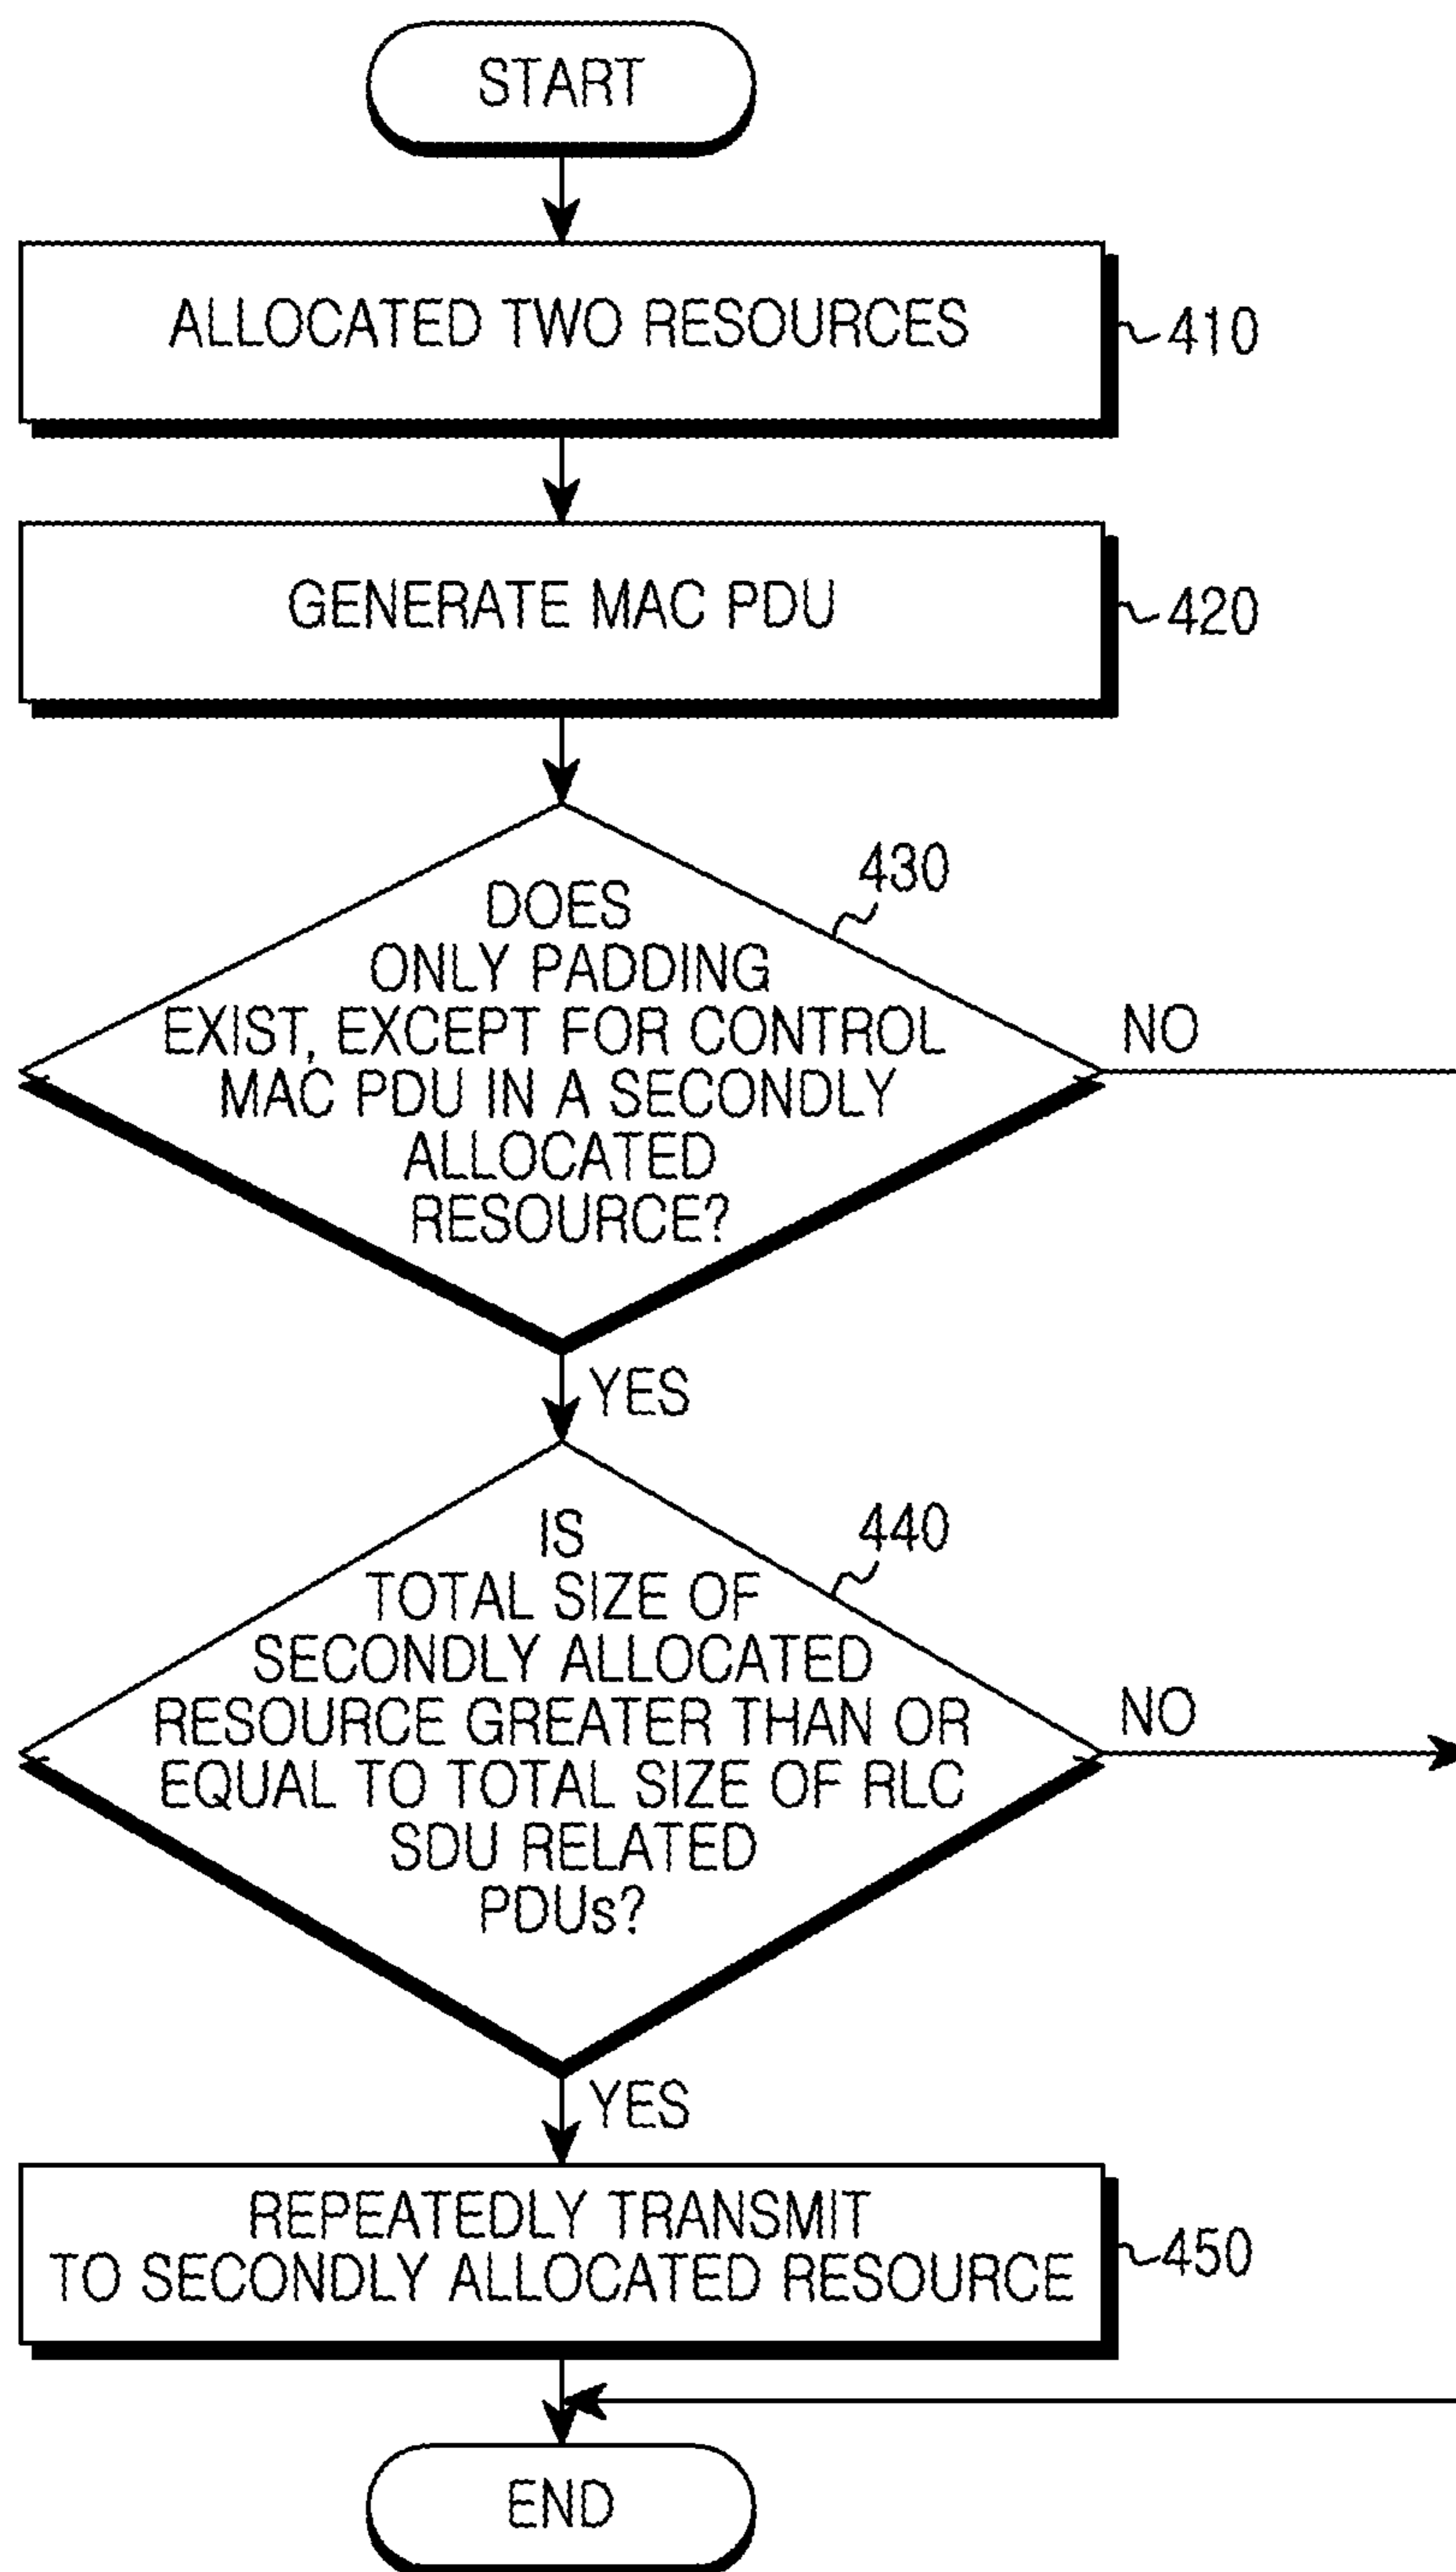 START
ALLOCATED TWO RESOURCES
410
GENERATE MAC PDU
420
430
DOES
ONLY PADDING
EXIST, EXCEPT FOR CONTROL
MAC PDU IN A SECONDLY
ALLOCATED
RESOURCE?
NO
YES
440
IS
TOTAL SIZE OF
SECONDLY ALLOCATED
RESOURCE GREATER THAN OR
EQUAL TO TOTAL SIZE OF RLC
SDU RELATED
PDUs?
NO
YES
REPEATEDLY TRANSMIT
TO SECONDLY ALLOCATED RESOURCE
450
END